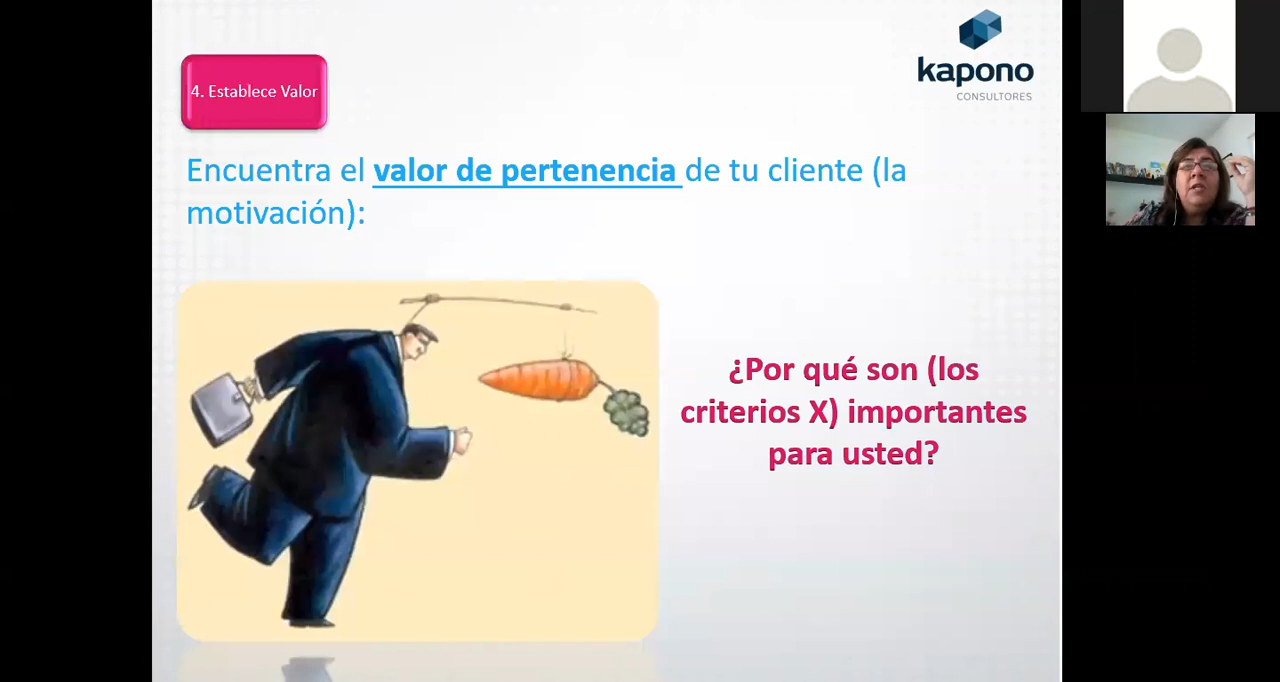 kapono
CONSULTORES
4. Establece Valor
Encuentra el valor de pertenencia de tu cliente (la
motivación):
¿Por qué son (los
criterios X) importantes
para usted?